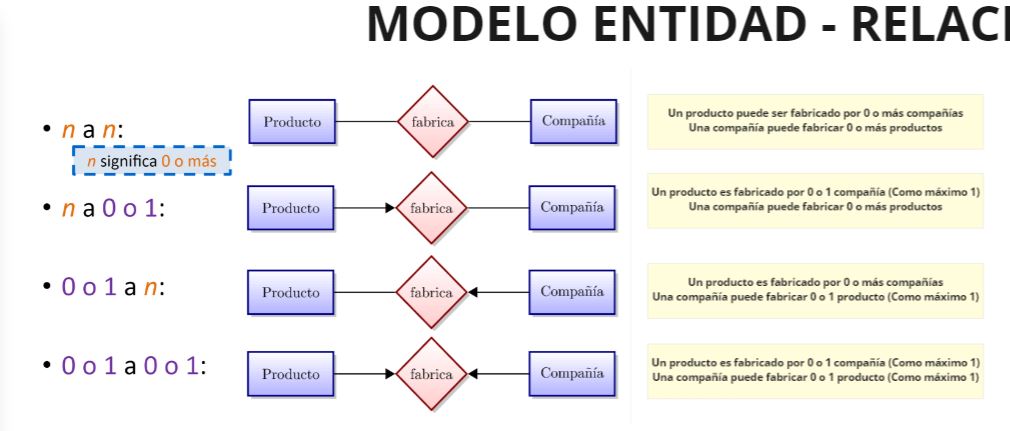 MODELO ENTIDAD - RELACI
• n a n:
n significa 0 o más
Producto
fabrica
Compañía
Un producto puede ser fabricado por 0 o más compañías
Una compañía puede fabricar 0 o más productos
• n a 0 o 1:
Producto
fabrica
Compañía
Un producto es fabricado por 0 o 1 compañía (Como máximo 1)
Una compañía puede fabricar 0 o más productos
• 0 o 1 a n:
Producto
fabrica
Compañía
Un producto es fabricado por 0 o más compañías
Una compañía puede fabricar 0 o 1 producto (Como máximo 1)
• 0 o 1 a 0 o 1:
Producto
fabrica
Compañía
Un producto es fabricado por 0 o 1 compañía (Como máximo 1)
Una compañía puede fabricar 0 o 1 producto (Como máximo 1)